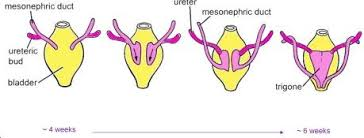 mesonephric duct
ureteric
bud
bladder
ureter
mesonephric duct
trigone
~ 4 weeks
~ 6 weeks